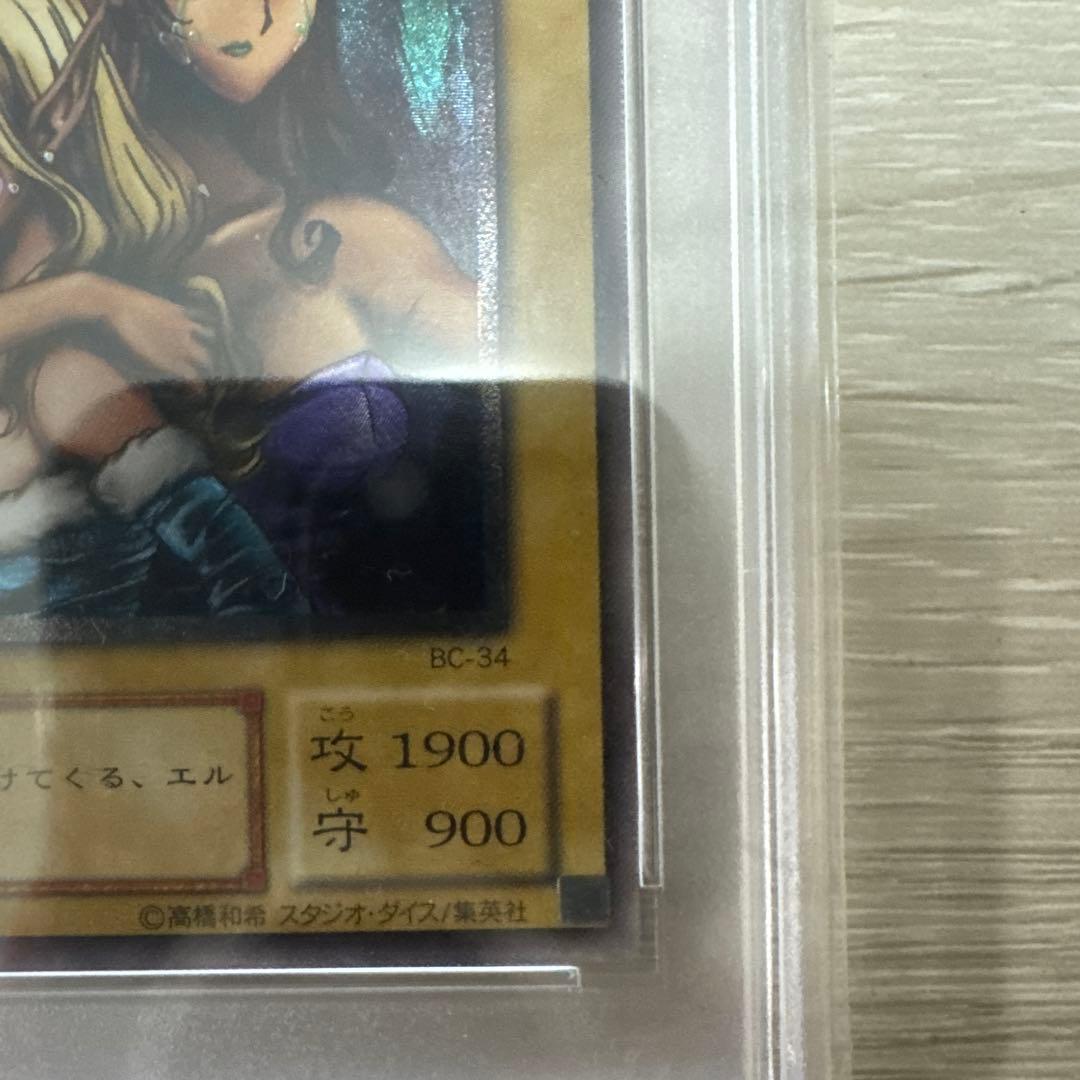 BC-34
こう
攻 1900
けてくる、エル
しゅ
守 900
©高橋和希 スタジオ・ダイス/集英社